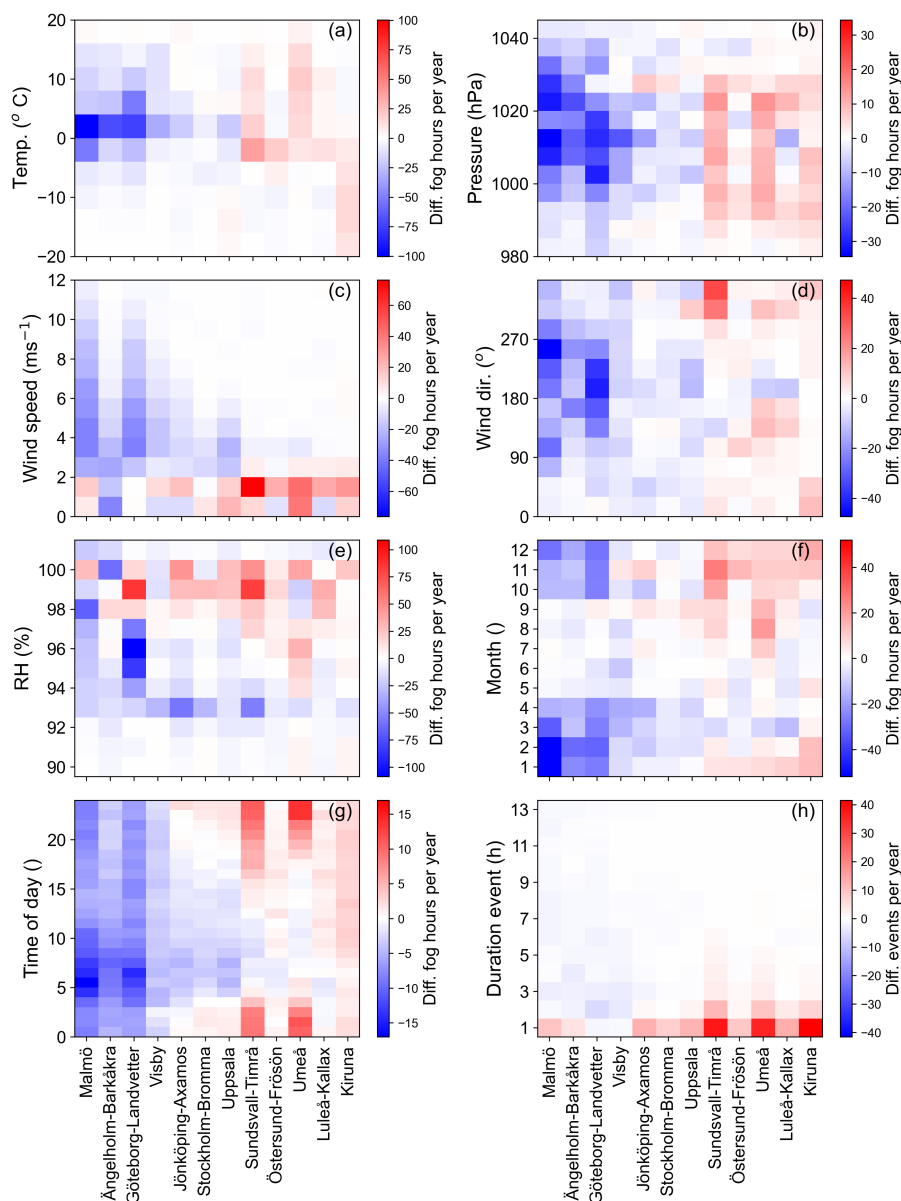 (a)
Temp. (° C)
20
10
0
−10
−20
100
75
50
25
0
−25
−50
−75
−100
Diff. fog hours per year
(b)
Pressure (hPa)
1040
1020
1000
980
30
20
10
0
−10
−20
−30
Diff. fog hours per year
(c)
Wind speed (ms⁻¹)
12
10
8
6
4
2
0
60
40
20
0
−20
−40
−60
Diff. fog hours per year
(d)
Wind dir. (°)
270
180
90
0
40
20
0
−20
−40
Diff. fog hours per year
(e)
RH (%)
100
98
96
94
92
90
100
75
50
25
0
−25
−50
−75
−100
Diff. fog hours per year
(f)
Month ()
12
11
10
9
8
7
6
5
4
3
2
1
40
20
0
−20
−40
Diff. fog hours per year
(g)
Time of day ()
20
15
10
5
0
15
10
5
0
−5
−10
−15
Diff. fog hours per year
Malmö
Ängelholm-Barkåkra
Göteborg-Landvetter
Visby
Jönköping-Axamos
Stockholm-Bromma
Uppsala
Sundsvall-Timrå
Östersund-Frösön
Umeå
Luleå-Kallax
Kiruna
(h)
Duration event (h)
13
11
9
7
5
3
1
40
30
20
10
0
−10
−20
−30
−40
Diff. events per year
Malmö
Ängelholm-Barkåkra
Göteborg-Landvetter
Visby
Jönköping-Axamos
Stockholm-Bromma
Uppsala
Sundsvall-Timrå
Östersund-Frösön
Umeå
Luleå-Kallax
Kiruna